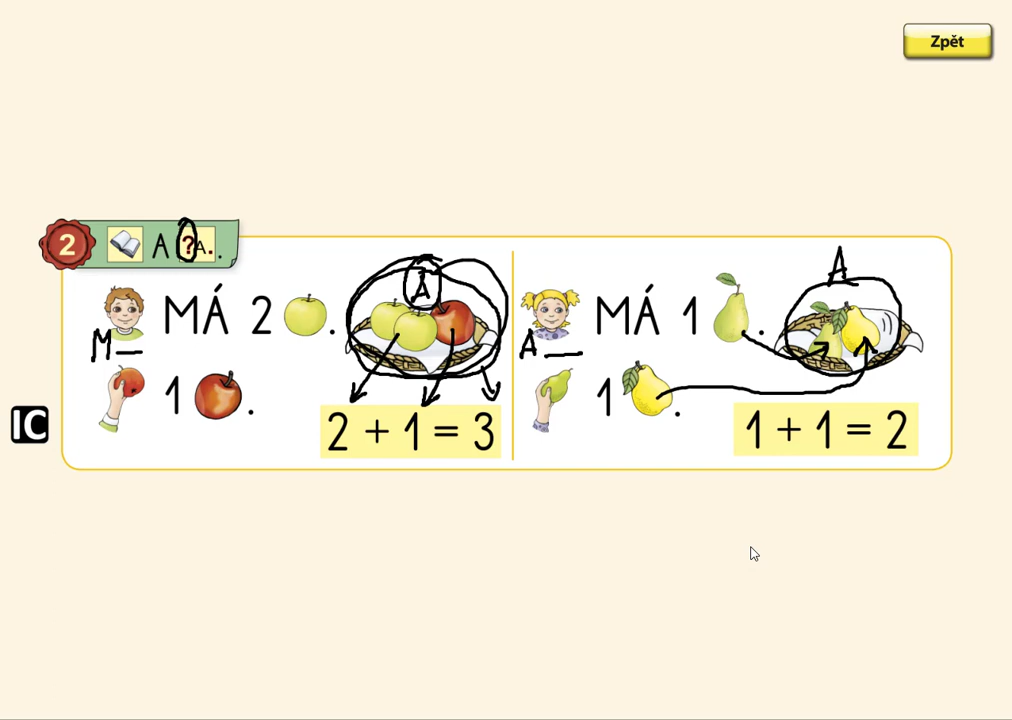 Zpět
2 A ?A..
MÁ 2 .
M_
1 .
A
2 + 1 = 3
MÁ 1 .
A_
1 .
A
1 + 1 = 2
IC